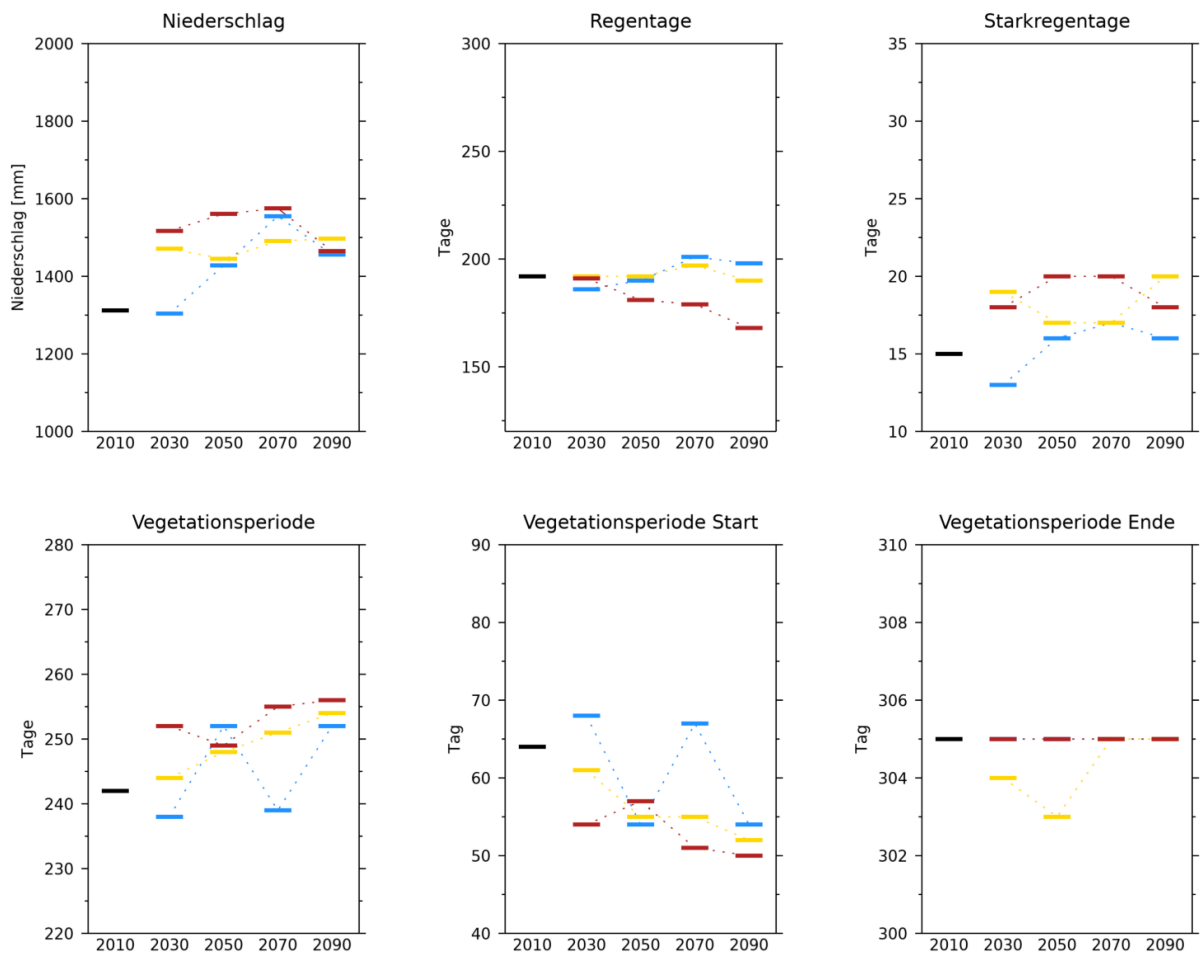 Niederschlag
Niederschlag [mm]
2000
1800
1600
1400
1200
1000
2010 2030 2050 2070 2090
Regentage
Tage
300
250
200
150
2010 2030 2050 2070 2090
Starkregentage
Tage
35
30
25
20
15
10
2010 2030 2050 2070 2090
Vegetationsperiode
Tage
280
270
260
250
240
230
220
2010 2030 2050 2070 2090
Vegetationsperiode Start
Tag
90
80
70
60
50
40
2010 2030 2050 2070 2090
Vegetationsperiode Ende
Tag
310
308
306
304
302
300
2010 2030 2050 2070 2090